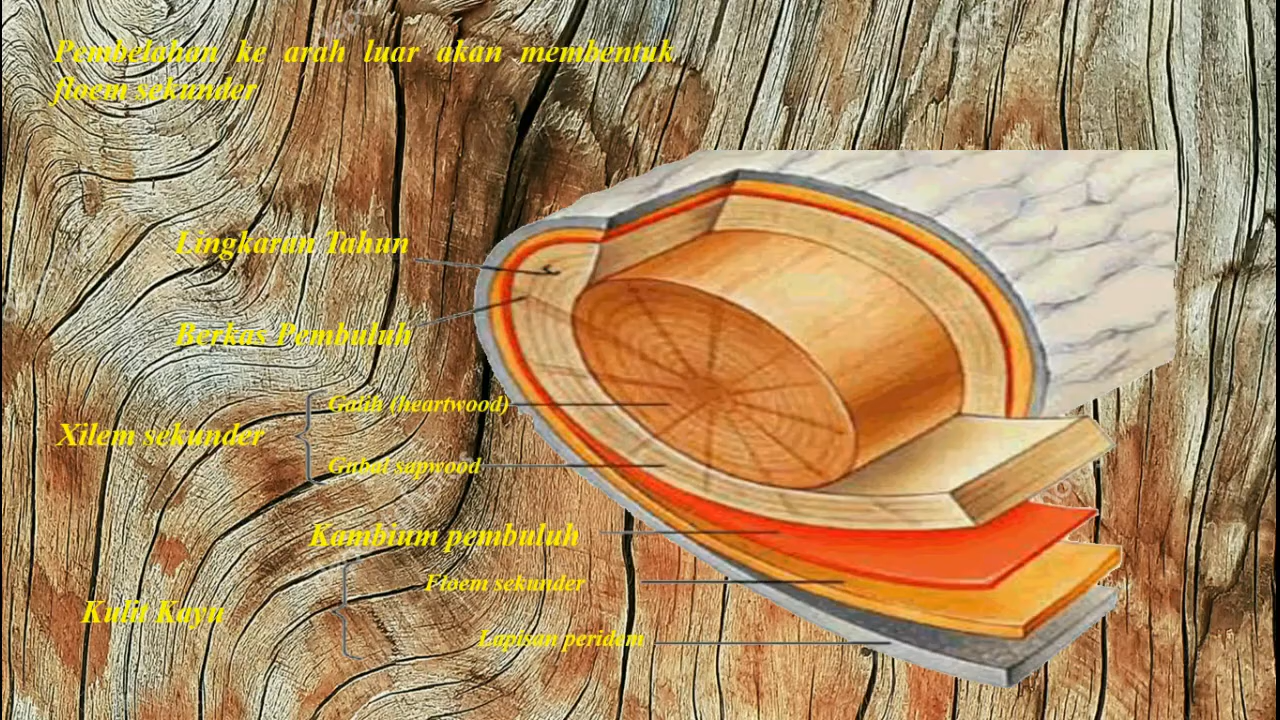 Pembelahan ke arah luar akan membentuk
floem sekunder
Lingkaran Tahun
Berkas Pembuluh
Galih (heartwood)
Xilem sekunder
Gubal sapwood
Kambium pembuluh
Floem sekunder
Kulit Kayu
Lapisan peridem